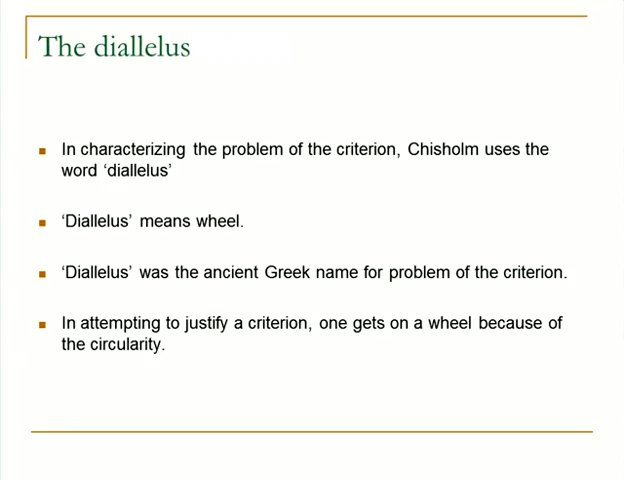 The diallelus
In characterizing the problem of the criterion, Chisholm uses the
word ‘diallelus’
‘Diallelus’ means wheel.
‘Diallelus’ was the ancient Greek name for problem of the criterion.
In attempting to justify a criterion, one gets on a wheel because of
the circularity.